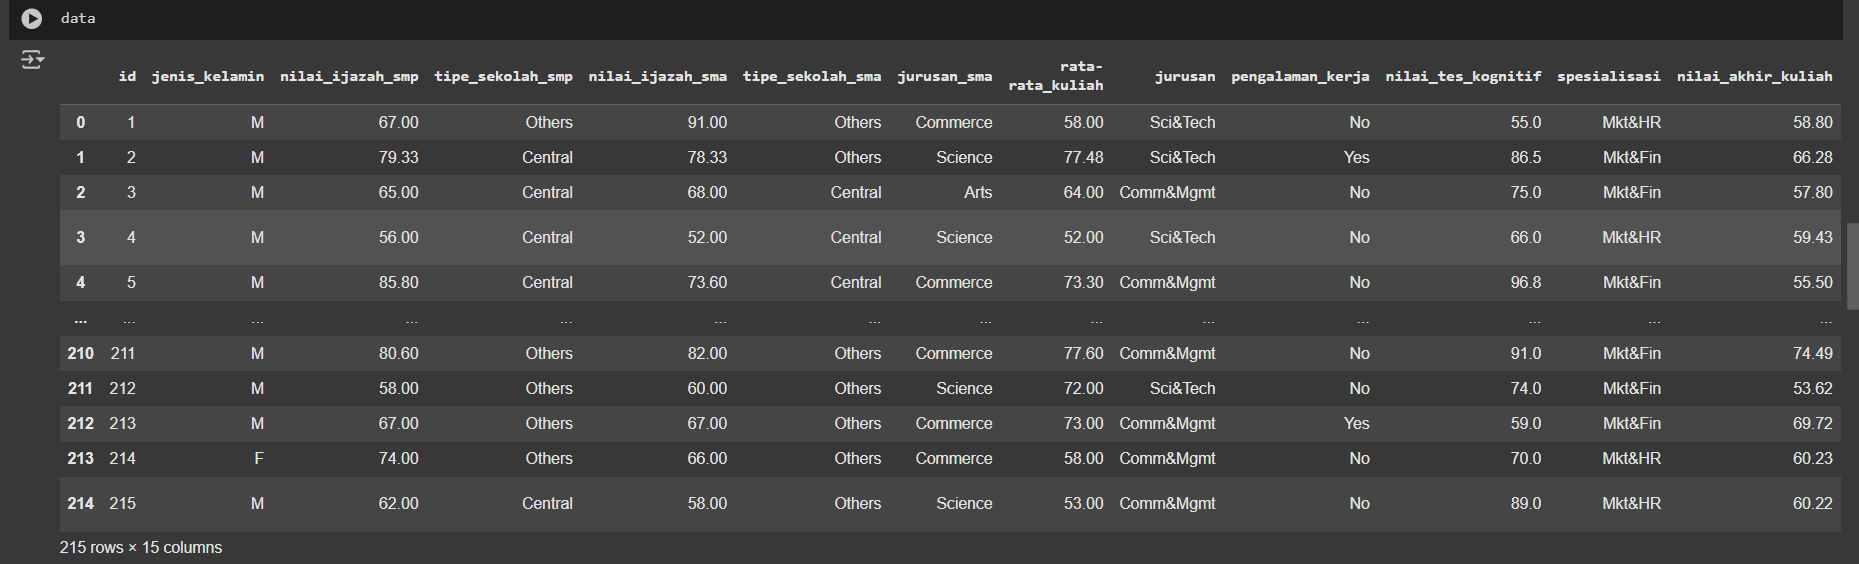 data
id jenis_kelamin nilai_ijazah_smp tipe_sekolah_smp nilai_ijazah_sma tipe_sekolah_sma jurusan_sma rata-rata_kuliah jurusan pengalaman_kerja nilai_tes_kognitif spesialisasi nilai_akhir_kuliah
0 1 M 67.00 Others 91.00 Others Commerce 58.00 Sci&Tech No 55.0 Mkt&HR 58.80
1 2 M 79.33 Central 78.33 Others Science 77.48 Sci&Tech Yes 86.5 Mkt&Fin 66.28
2 3 M 65.00 Central 68.00 Central Arts 64.00 Comm&Mgmt No 75.0 Mkt&Fin 57.80
3 4 M 56.00 Central 52.00 Central Science 52.00 Sci&Tech No 66.0 Mkt&HR 59.43
4 5 M 85.80 Central 73.60 Central Commerce 73.30 Comm&Mgmt No 96.8 Mkt&Fin 55.50
... ... ... ... ... ... ... ... ... ... ... ... ... ...
210 211 M 80.60 Others 82.00 Others Commerce 77.60 Comm&Mgmt No 91.0 Mkt&Fin 74.49
211 212 M 58.00 Others 60.00 Others Science 72.00 Sci&Tech No 74.0 Mkt&Fin 53.62
212 213 M 67.00 Others 67.00 Others Commerce 73.00 Comm&Mgmt Yes 59.0 Mkt&Fin 69.72
213 214 F 74.00 Others 66.00 Others Commerce 58.00 Comm&Mgmt No 70.0 Mkt&HR 60.23
214 215 M 62.00 Central 58.00 Others Science 53.00 Comm&Mgmt No 89.0 Mkt&HR 60.22
215 rows × 15 columns